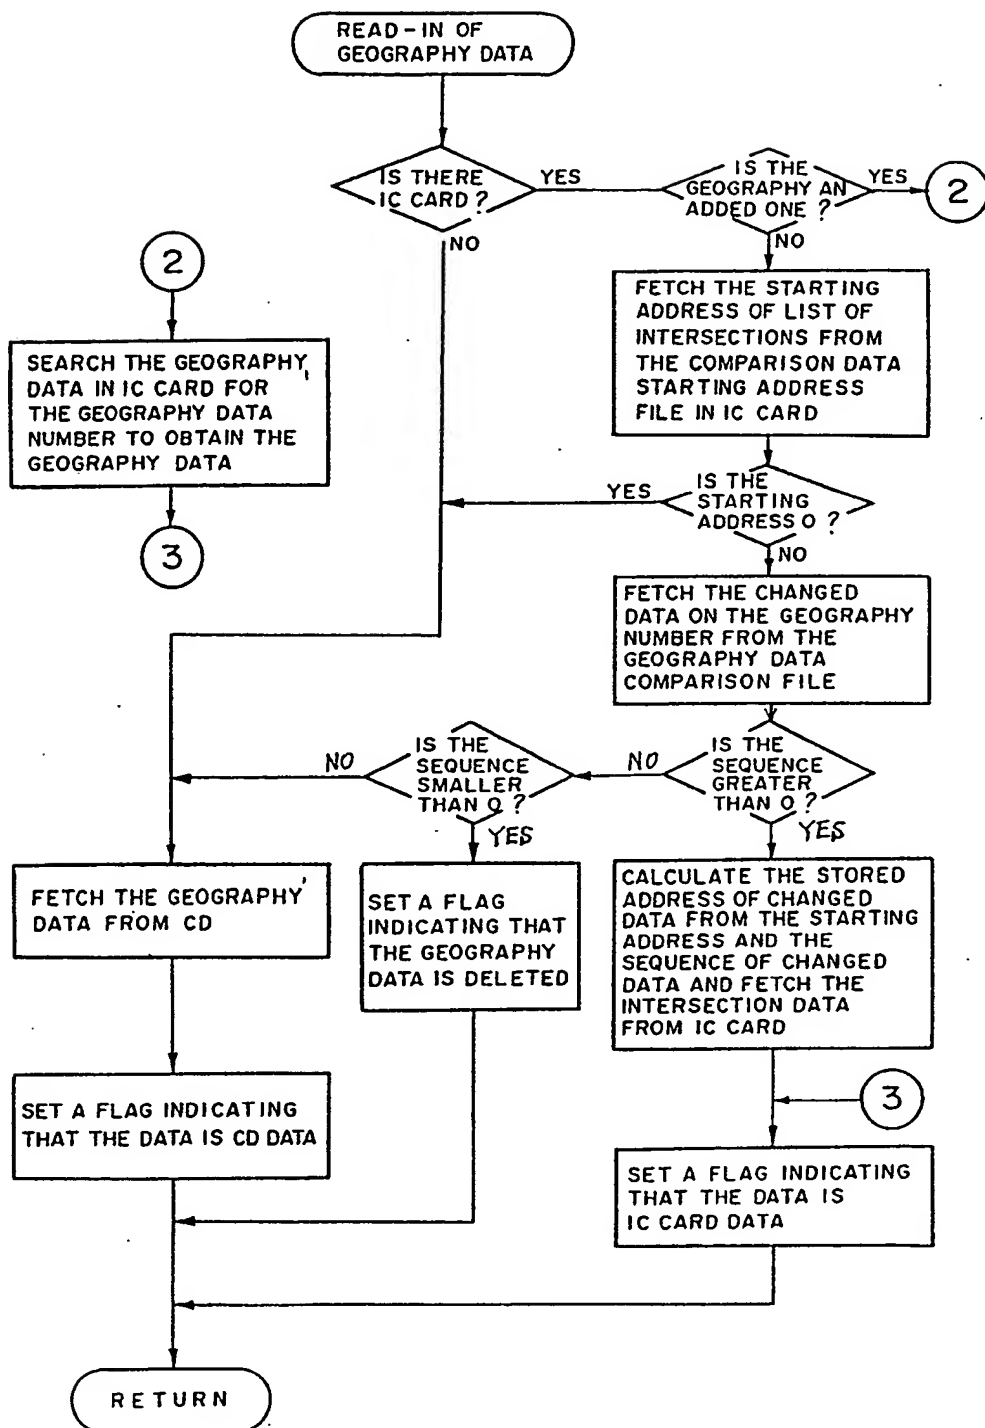 READ-IN OF
GEOGRAPHY DATA
IS THERE
IC CARD?
YES
NO
IS THE
GEOGRAPHY AN
ADDED ONE?
YES
2
NO
2
SEARCH THE GEOGRAPHY
DATA IN IC CARD FOR
THE GEOGRAPHY DATA
NUMBER TO OBTAIN THE
GEOGRAPHY DATA
3
FETCH THE STARTING
ADDRESS OF LIST OF
INTERSECTIONS FROM
THE COMPARISON DATA
STARTING ADDRESS
FILE IN IC CARD
YES
IS THE
STARTING
ADDRESS 0 ?
NO
FETCH THE CHANGED
DATA ON THE GEOGRAPHY
NUMBER FROM THE
GEOGRAPHY DATA
COMPARISON FILE
NO
IS THE
SEQUENCE
SMALLER
THAN 0 ?
YES
NO
IS THE
SEQUENCE
GREATER
THAN 0 ?
YES
FETCH THE GEOGRAPHY
DATA FROM CD
SET A FLAG
INDICATING THAT
THE GEOGRAPHY
DATA IS DELETED
CALCULATE THE STORED
ADDRESS OF CHANGED
DATA FROM THE STARTING
ADDRESS AND THE
SEQUENCE OF CHANGED
DATA AND FETCH THE
INTERSECTION DATA
FROM IC CARD
3
SET A FLAG INDICATING
THAT THE DATA IS CD DATA
SET A FLAG INDICATING
THAT THE DATA IS
IC CARD DATA
RETURN